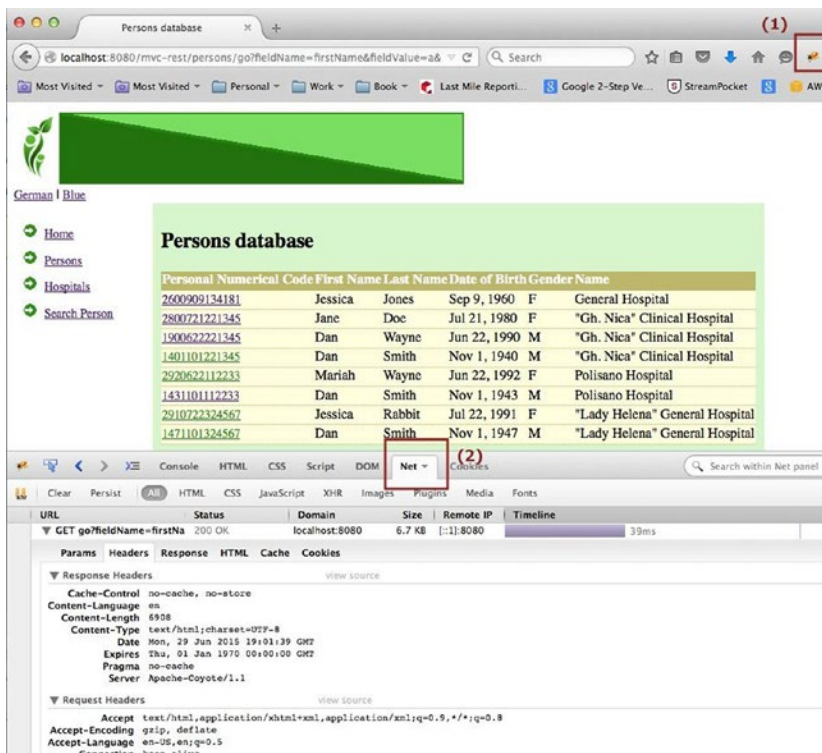 (1)
Persons database
localhost:8080/mvc-rest/persons/go?fieldName=firstName&fieldValue=a&
Search
Most Visited
Most Visited
Personal
Work
Book
Last Mile Reporti...
Google 2-Step Ve...
StreamPocket
AW
German | Blue
Home
Persons
Hospitals
Search Person
Persons database
Personal Numerical Code First Name Last Name Date of Birth Gender Name
2600909134181 Jessica Jones Sep 9, 1960 F General Hospital
2800721221345 Jane Doe Jul 21, 1980 F "Gh. Nica" Clinical Hospital
1900622221345 Dan Wayne Jun 22, 1990 M "Gh. Nica" Clinical Hospital
1401101221345 Dan Smith Nov 1, 1940 M "Gh. Nica" Clinical Hospital
2920622112233 Mariah Wayne Jun 22, 1992 F Polisano Hospital
1431101112233 Dan Smith Nov 1, 1943 M Polisano Hospital
2910722324567 Jessica Rabbit Jul 22, 1991 F "Lady Helena" General Hospital
1471101324567 Dan Smith Nov 1, 1947 M "Lady Helena" General Hospital
(2)
Console HTML CSS Script DOM Net Cookies
Search within Net panel
Clear Persist All HTML CSS JavaScript XHR Images Plugins Media Fonts
URL Status Domain Size Remote IP Timeline
GET go?fieldName=firstNa 200 OK localhost:8080 6.7 KB [::1]:8080 39ms
Params Headers Response HTML Cache Cookies
Response Headers view source
Cache-Control no-cache, no-store
Content-Language en
Content-Length 6908
Content-Type text/html;charset=UTF-8
Date Mon, 29 Jun 2015 19:01:39 GMT
Expires Thu, 01 Jan 1970 00:00:00 GMT
Pragma no-cache
Server Apache-Coyote/1.1
Request Headers view source
Accept text/html,application/xhtml+xml,application/xml;q=0.9,*/*;q=0.8
Accept-Encoding gzip, deflate
Accept-Language en-US,en;q=0.5